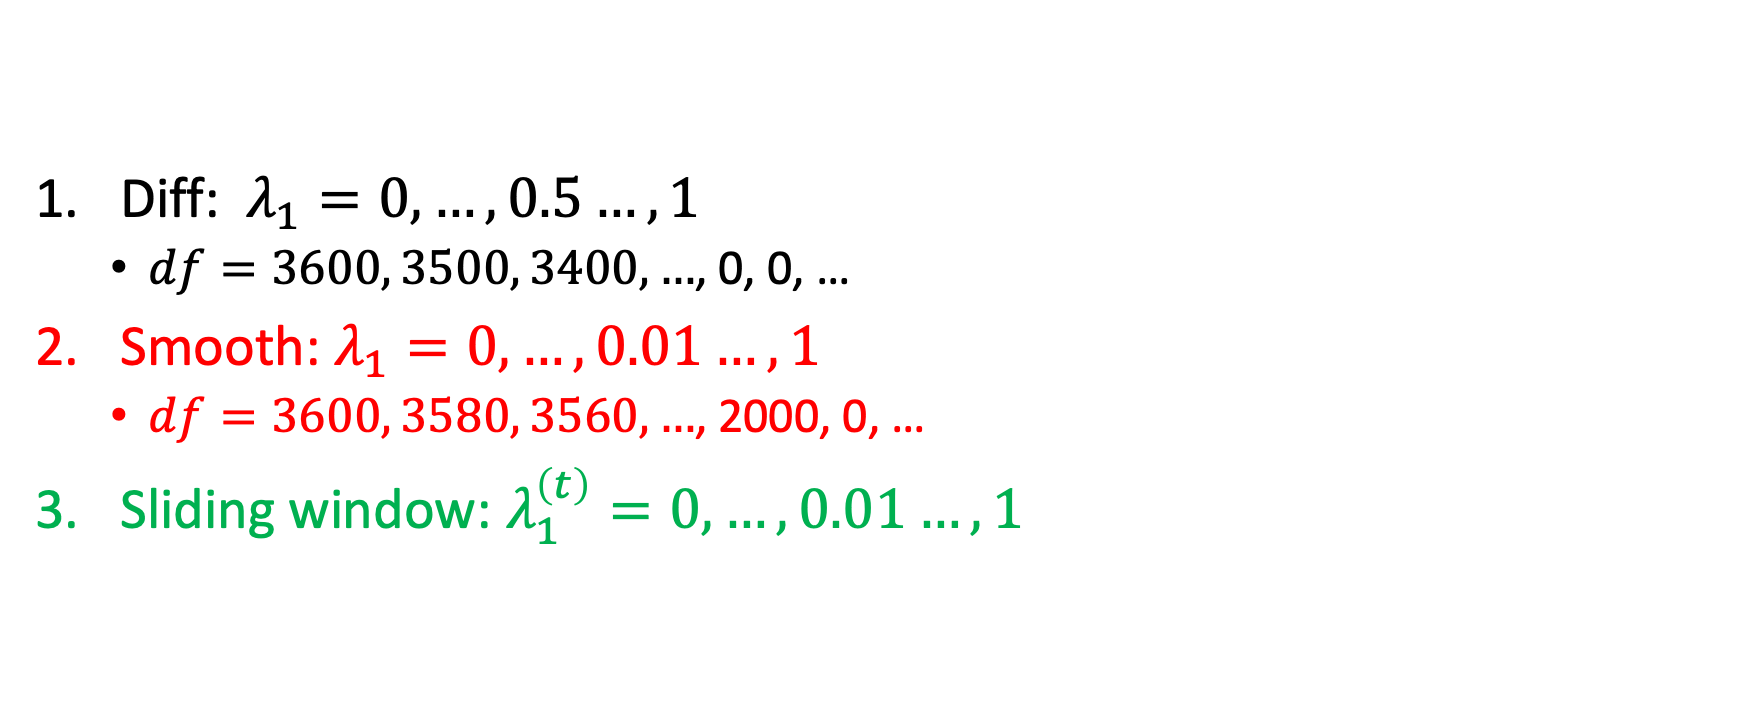 1. Diff: λ₁ = 0, … , 0.5 … , 1
• df = 3600, 3500, 3400, …, 0, 0, …
2. Smooth: λ₁ = 0, … , 0.01 … , 1
• df = 3600, 3580, 3560, …, 2000, 0, …
3. Sliding window: λ₁⁽ᵗ⁾ = 0, … , 0.01 … , 1